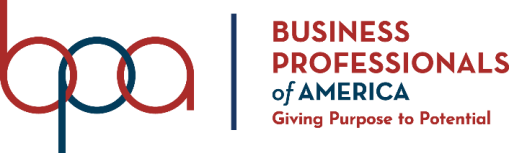 bpa
BUSINESS
PROFESSIONALS
of AMERICA
Giving Purpose to Potential